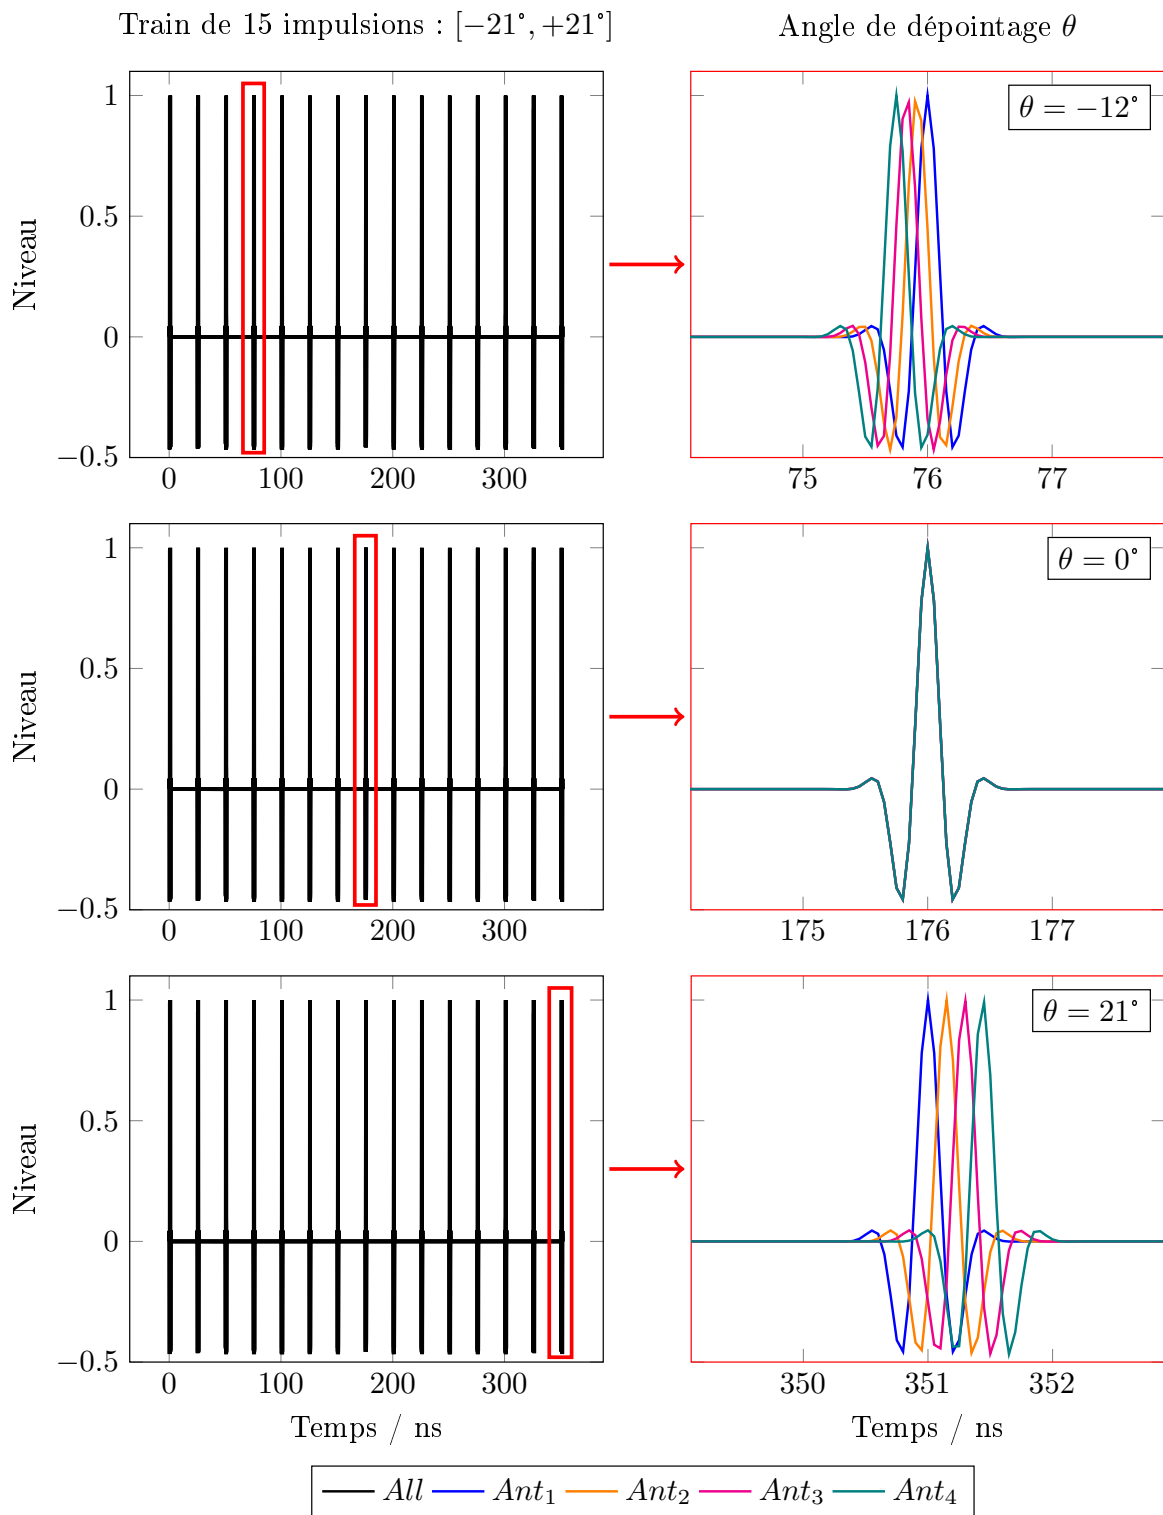 Train de 15 impulsions : [−21°, +21°]
Angle de dépointage θ
Niveau
1
0.5
0
−0.5
0 100 200 300
θ = −12°
75 76 77
Niveau
1
0.5
0
−0.5
0 100 200 300
θ = 0°
175 176 177
Niveau
1
0.5
0
−0.5
0 100 200 300
Temps / ns
θ = 21°
350 351 352
Temps / ns
All Ant₁ Ant₂ Ant₃ Ant₄